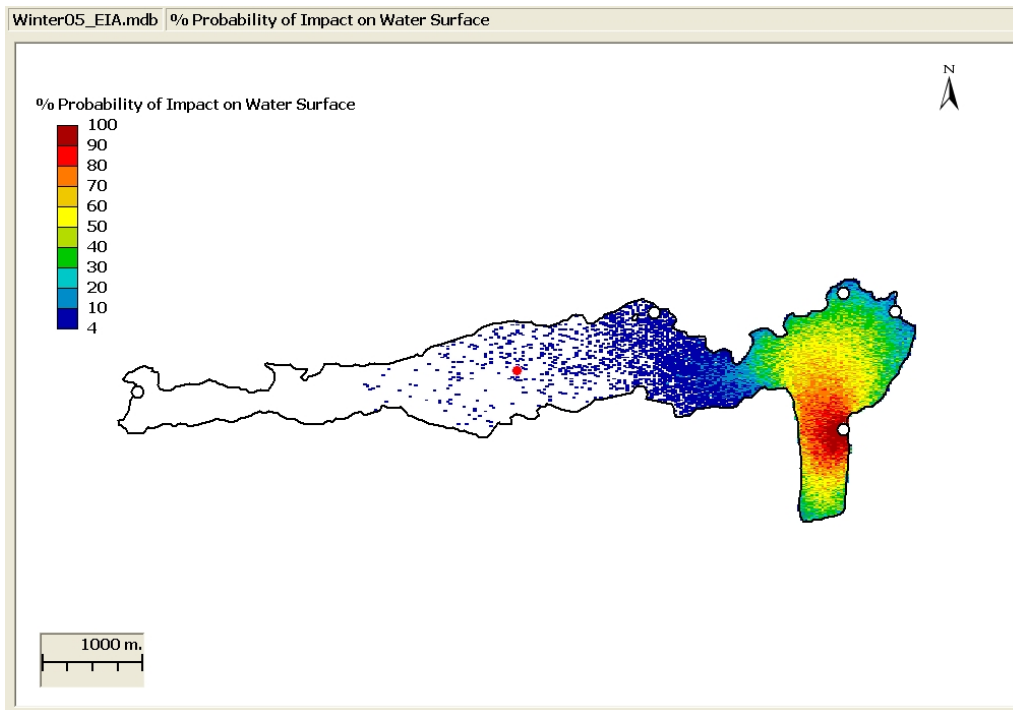 Winter05_EIA.mdb % Probability of Impact on Water Surface
N
% Probability of Impact on Water Surface
100
90
80
70
60
50
40
30
20
10
4
1000 m.